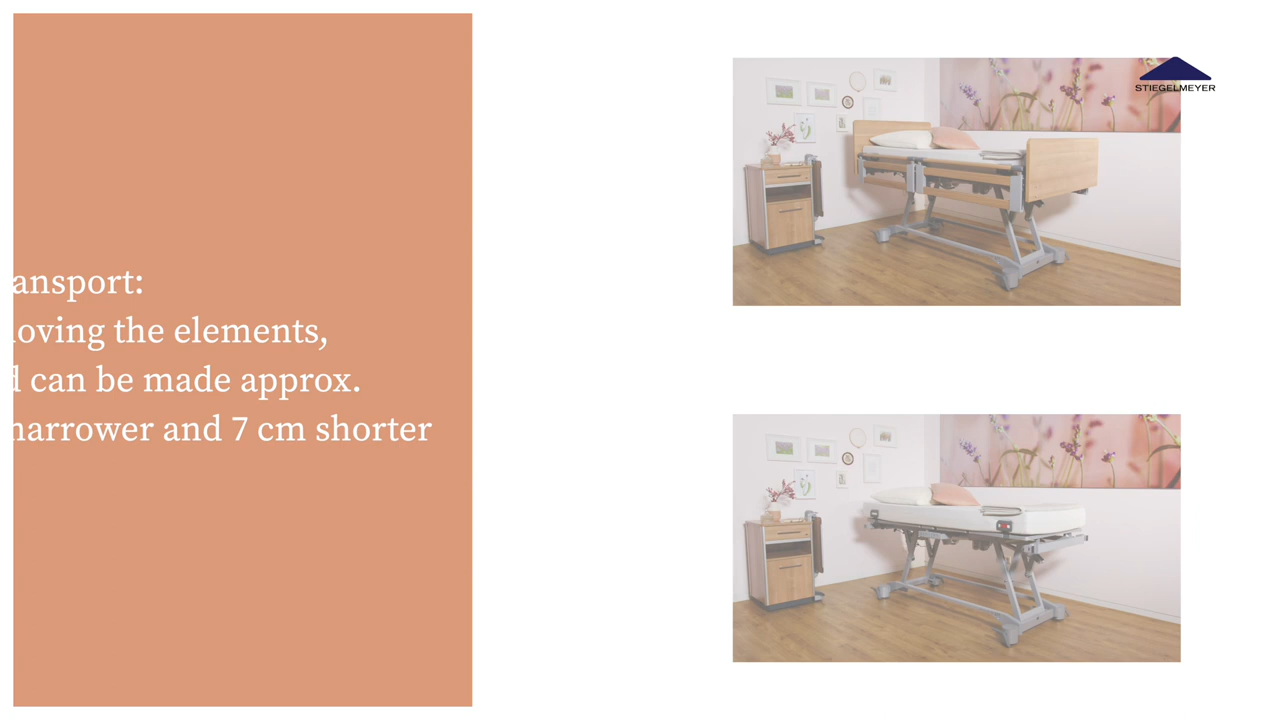 ansport:
oving the elements,
can be made approx.
narrower and 7 cm shorter
STIEGELMEYER